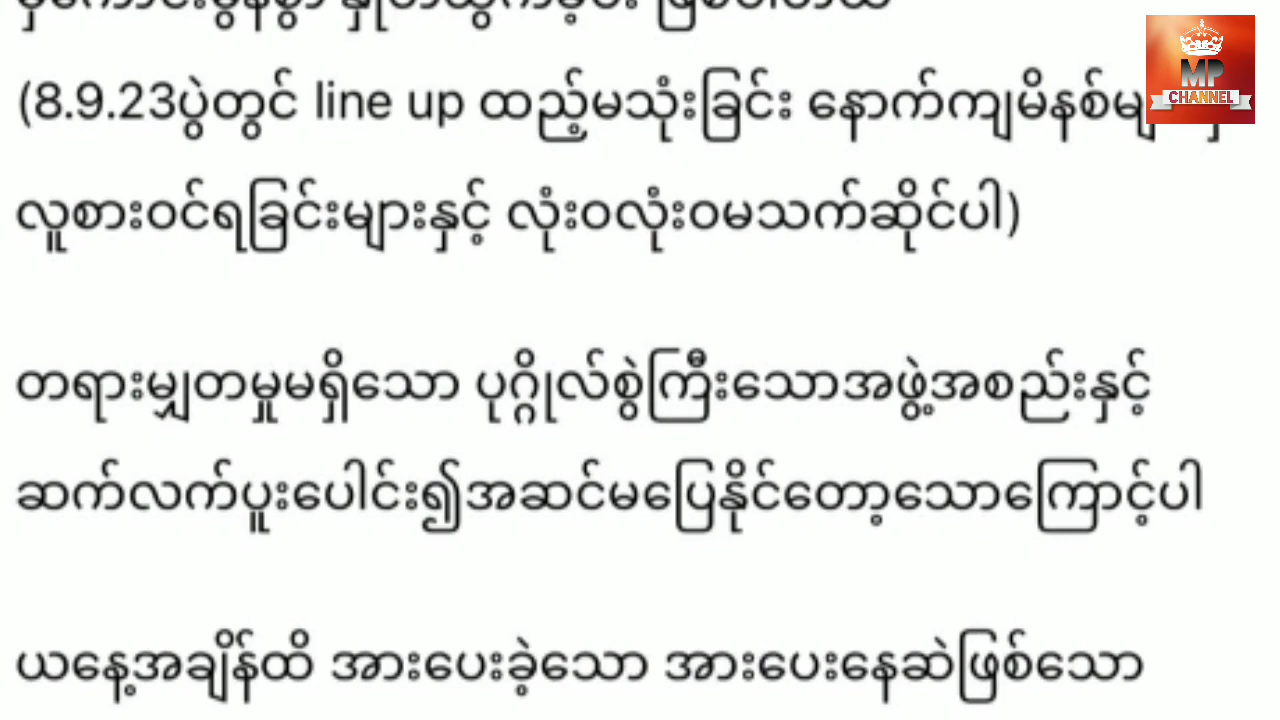 (8.9.23ပွဲတွင် line up ထည့်မသုံးခြင်း နောက်ကျမိနစ်
လူစားဝင်ရခြင်းများနှင့် လုံးဝလုံးဝမသက်ဆိုင်ပါ)
တရားမျှတမှုမရှိသော ပုဂ္ဂိုလ်စွဲကြီးသောအဖွဲ့အစည်းနှင့်
ဆက်လက်ပူးပေါင်း၍အဆင်မပြေနိုင်တော့သောကြောင့်ပါ
ယနေ့အချိန်ထိ အားပေးခဲ့သော အားပေးနေဆဲဖြစ်သော
MP
CHANNEL